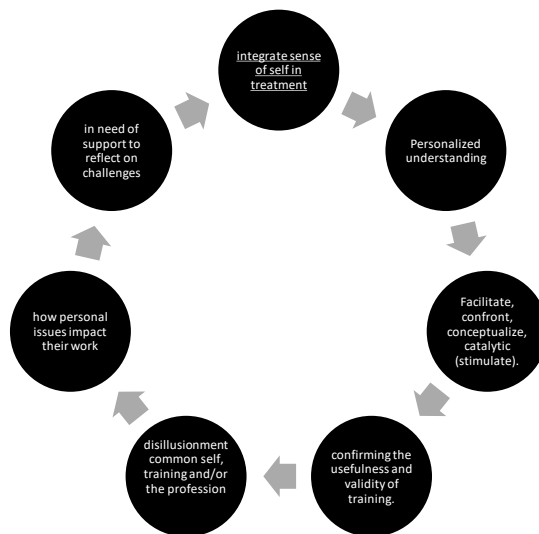 integrate sense
of self in
treatment
Personalized
understanding
Facilitate,
confront,
conceptualize,
catalytic
(stimulate).
confirming the
usefulness and
validity of
training.
disillusionment
common self,
training and/or
the profession
how personal
issues impact
their work
in need of
support to
reflect on
challenges